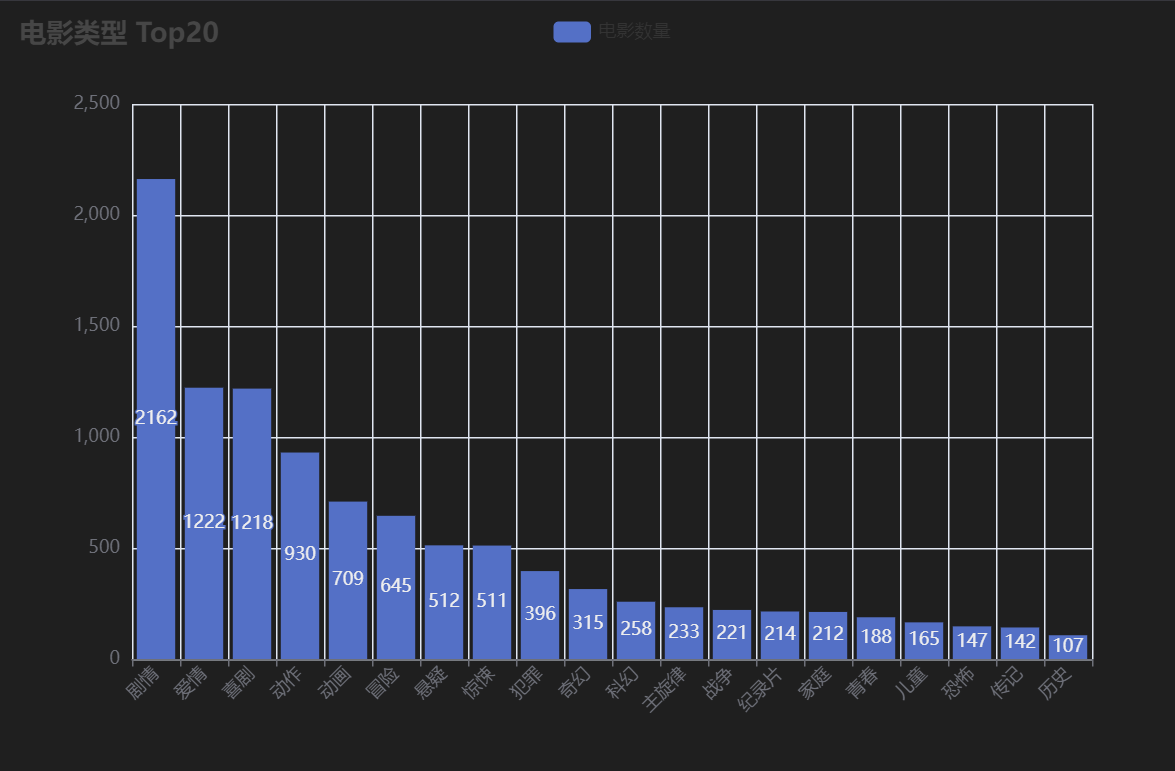 电影类型 Top20
电影数量
2,500
2,000
1,500
1,000
500
0
2162
1222
1218
930
709
645
512
511
396
315
258
233
221
214
212
188
165
147
142
107
剧情
爱情
喜剧
动作
动画
冒险
悬疑
惊悚
犯罪
奇幻
科幻
主旋律
战争
纪录片
家庭
青春
儿童
恐怖
传记
历史